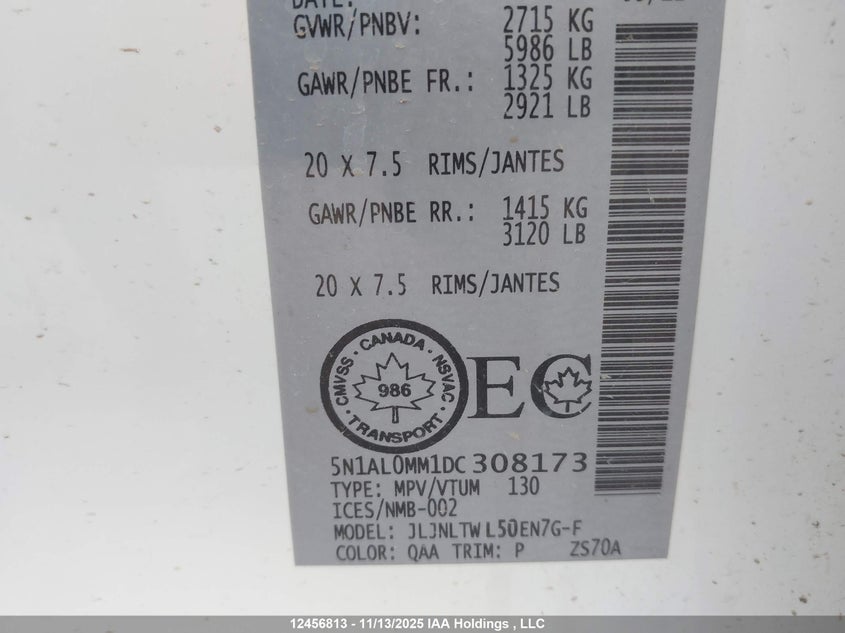 DATE:
GVWR/PNBV: 2715 KG
5986 LB
GAWR/PNBE FR.: 1325 KG
2921 LB
20 X 7.5 RIMS/JANTES
GAWR/PNBE RR.: 1415 KG
3120 LB
20 X 7.5 RIMS/JANTES
CMVSS · CANADA · NSVAC · TRANSPORT ·
986
EC
5N1AL0MM1DC308173
TYPE: MPV/VTUM 130
ICES/NMB-002
MODEL: JLJNLTWL50EN7G-F
COLOR: QAA TRIM: P ZS70A
12456813 - 11/13/2025 IAA Holdings , LLC